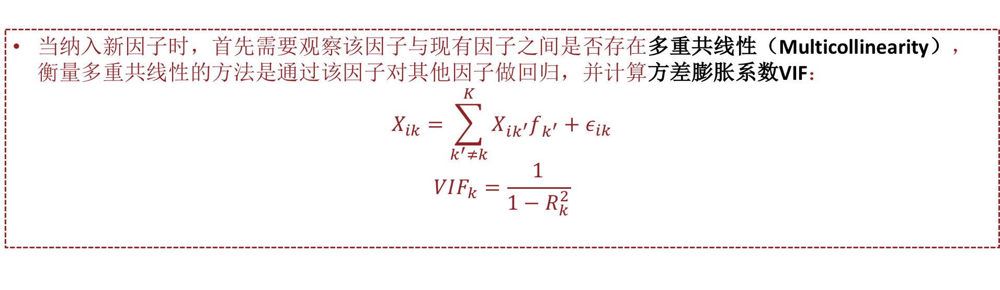 • 当纳入新因子时，首先需要观察该因子与现有因子之间是否存在多重共线性（Multicollinearity），
衡量多重共线性的方法是通过该因子对其他因子做回归，并计算方差膨胀系数VIF：
$X_{ik} = \sum_{k' \neq k}^{K} X_{ik'} f_{k'} + \epsilon_{ik}$
$VIF_k = \frac{1}{1 - R_k^2}$